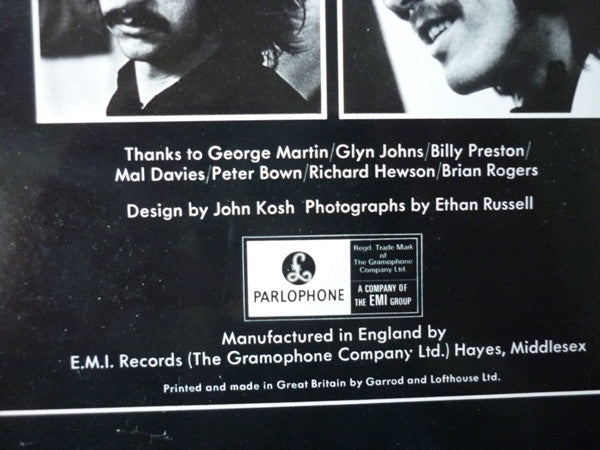 Thanks to George Martin/Glyn Johns/Billy Preston/
Mal Davies/Peter Bown/Richard Hewson/Brian Rogers
Design by John Kosh Photographs by Ethan Russell
£
PARLOPHONE
Regd. Trade Mark
of
The Gramophone
Company Ltd.
A COMPANY OF
THE EMI GROUP
Manufactured in England by
E.M.I. Records (The Gramophone Company Ltd.) Hayes, Middlesex
Printed and made in Great Britain by Garrod and Lofthouse Ltd.